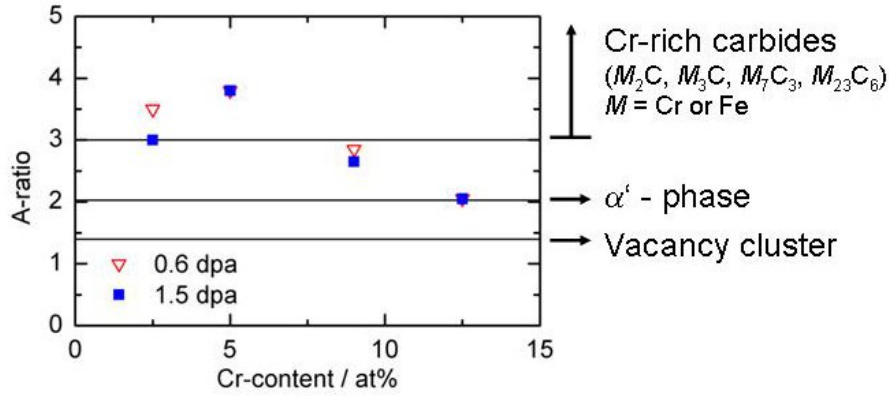 5
4
3
2
1
0
A-ratio
0
5
10
15
Cr-content / at%
0.6 dpa
1.5 dpa
Cr-rich carbides
(M₂C, M₃C, M₇C₃, M₂₃C₆)
M = Cr or Fe
α‘ - phase
Vacancy cluster